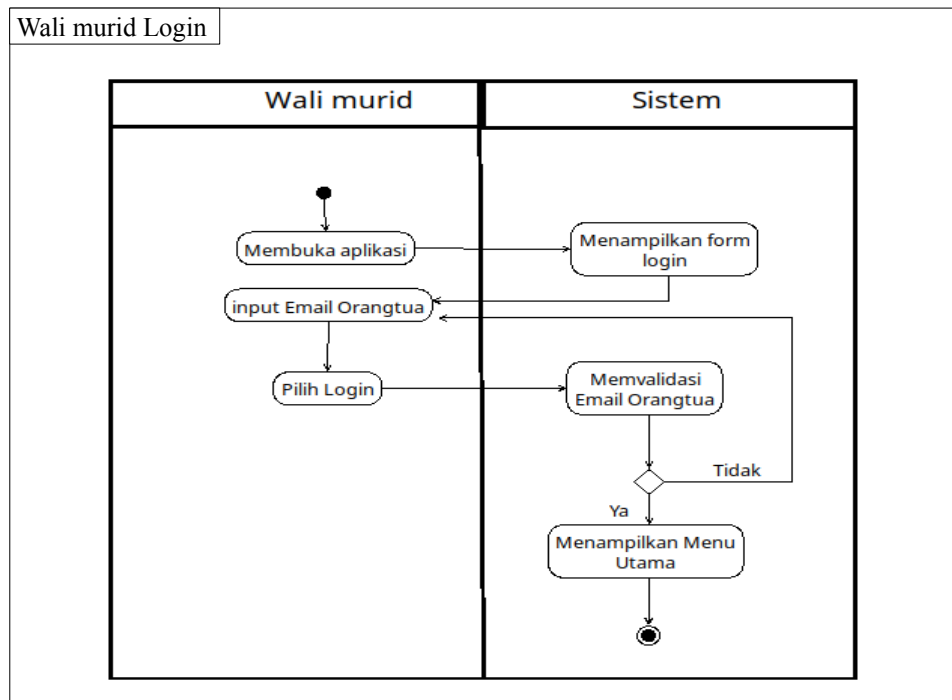 Wali murid Login
Wali murid
Sistem
Membuka aplikasi
Menampilkan form
login
input Email Orangtua
Pilih Login
Memvalidasi
Email Orangtua
Tidak
Ya
Menampilkan Menu
Utama